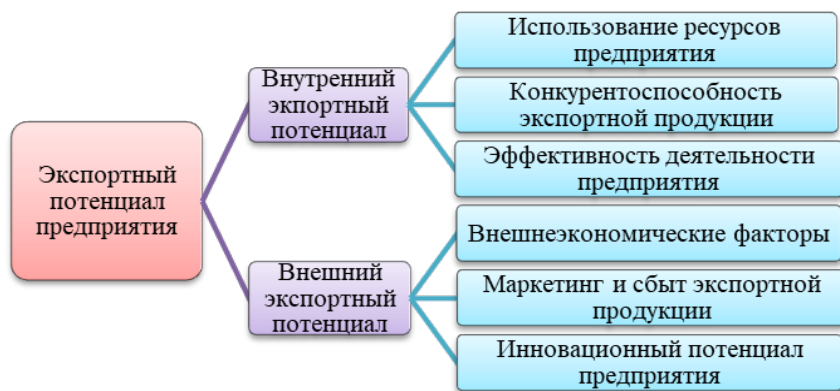 Экспортный
потенциал
предприятия
Внутренний
экпортный
потенциал
Использование ресурсов
предприятия
Конкурентоспособность
экспортной продукции
Эффективность деятельности
предприятия
Внешний
экспортный
потенциал
Внешнеэкономические факторы
Маркетинг и сбыт экспортной
продукции
Инновационный потенциал
предприятия